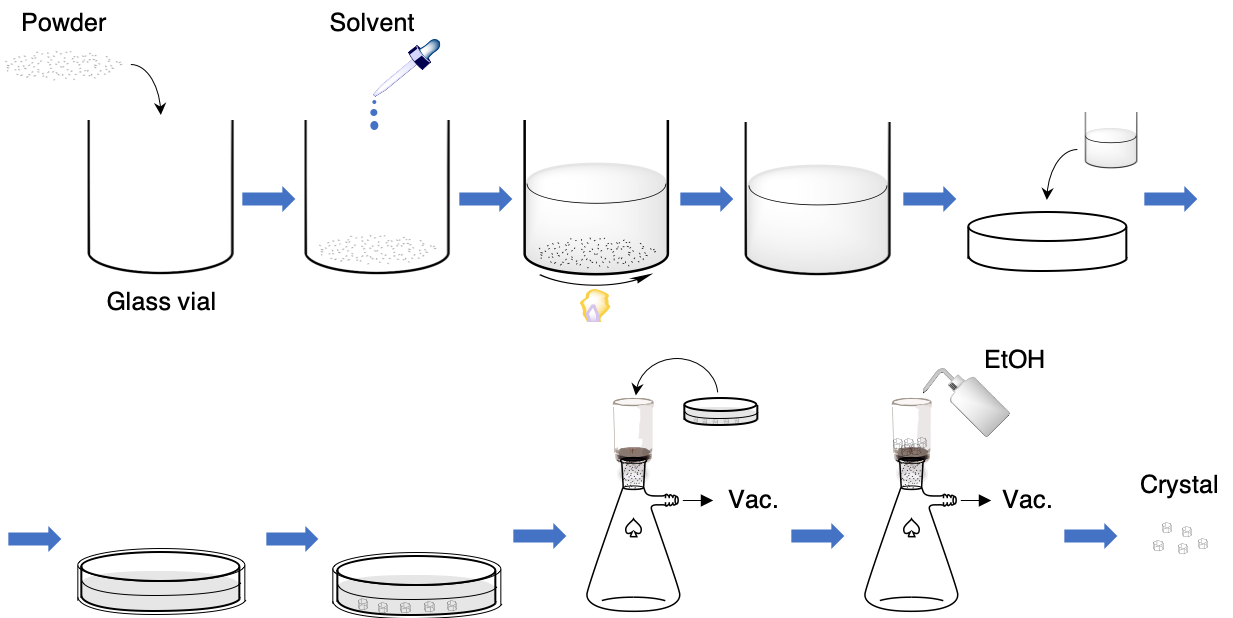 Powder
Solvent
Glass vial
EtOH
Vac.
Vac.
Crystal